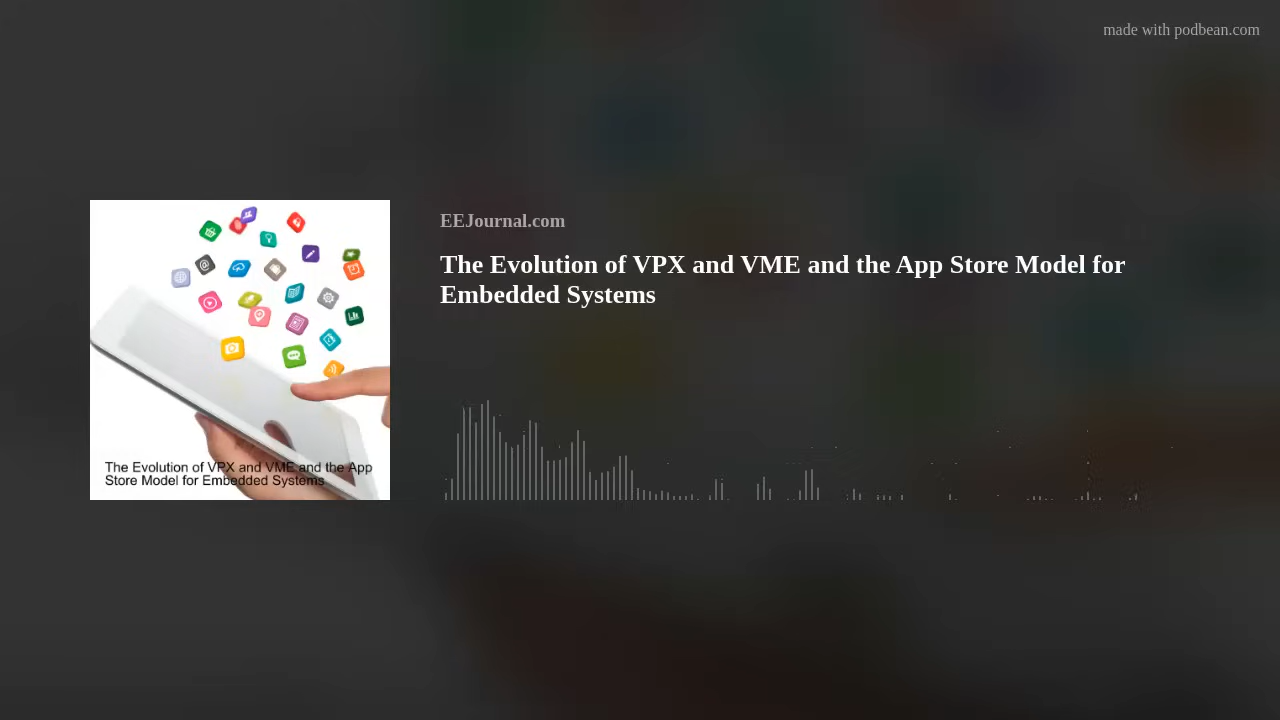 made with podbean.com
EEJournal.com
The Evolution of VPX and VME and the App Store Model for
Embedded Systems
The Evolution of VPX and VME and the App
Store Model for Embedded Systems